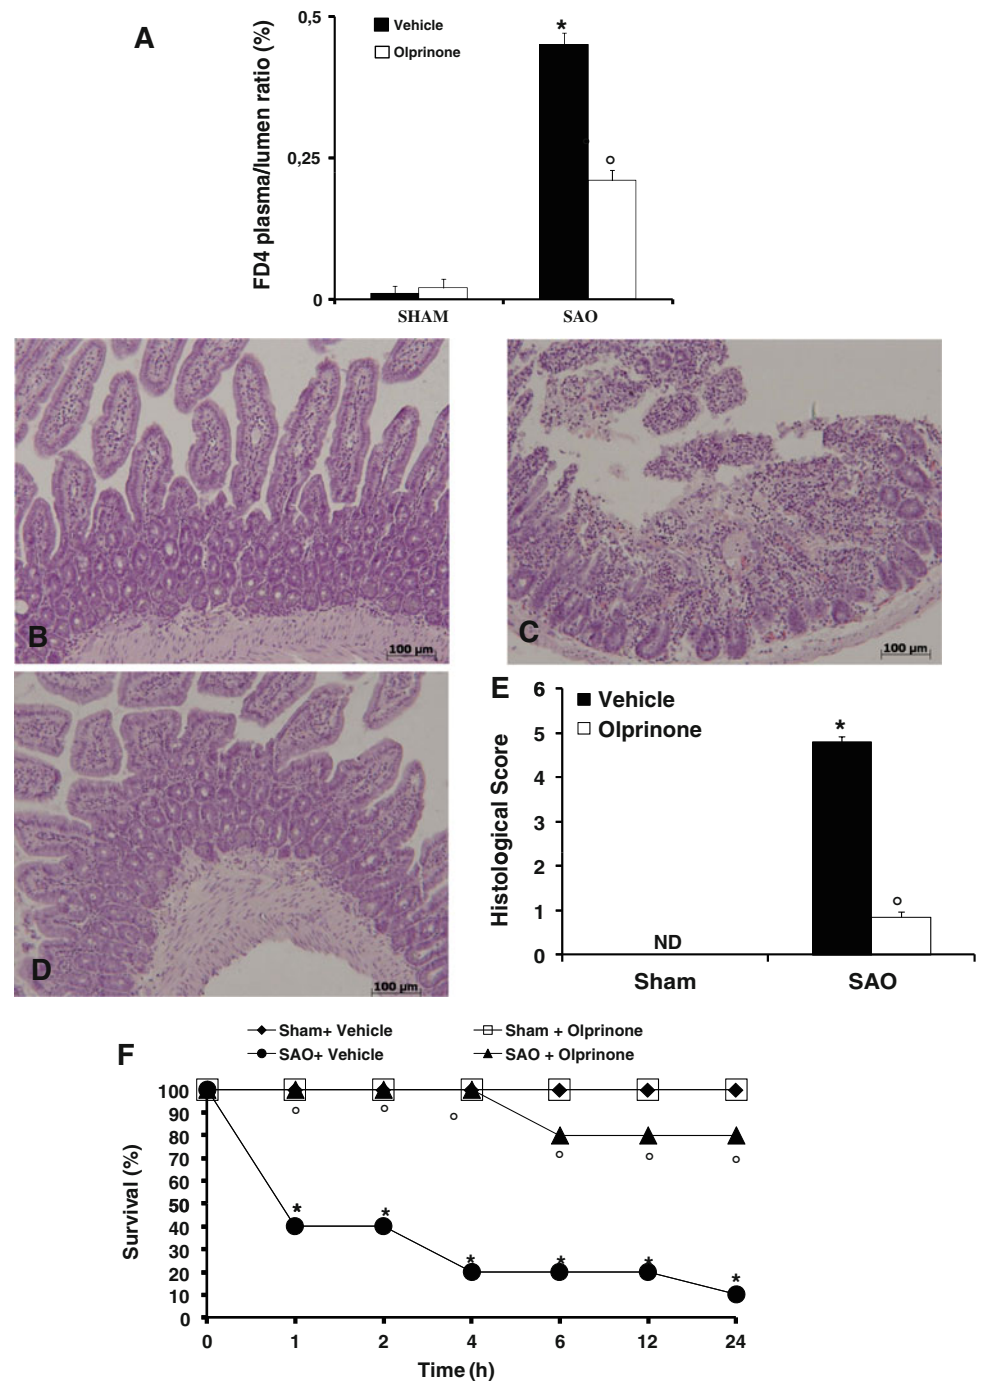 A
FD4 plasma/lumen ratio (%)
0,5
0,25
0
Vehicle
Olprinone
*
°
SHAM SAO
B
100 µm
C
100 µm
D
100 µm
E
Histological Score
6
5
4
3
2
1
0
Vehicle
Olprinone
*
°
ND
Sham SAO
F
Sham+ Vehicle Sham + Olprinone
SAO+ Vehicle SAO + Olprinone
Survival (%)
100
90
80
70
60
50
40
30
20
10
0
° ° ° ° ° °
* * * * * *
0 1 2 4 6 12 24
Time (h)